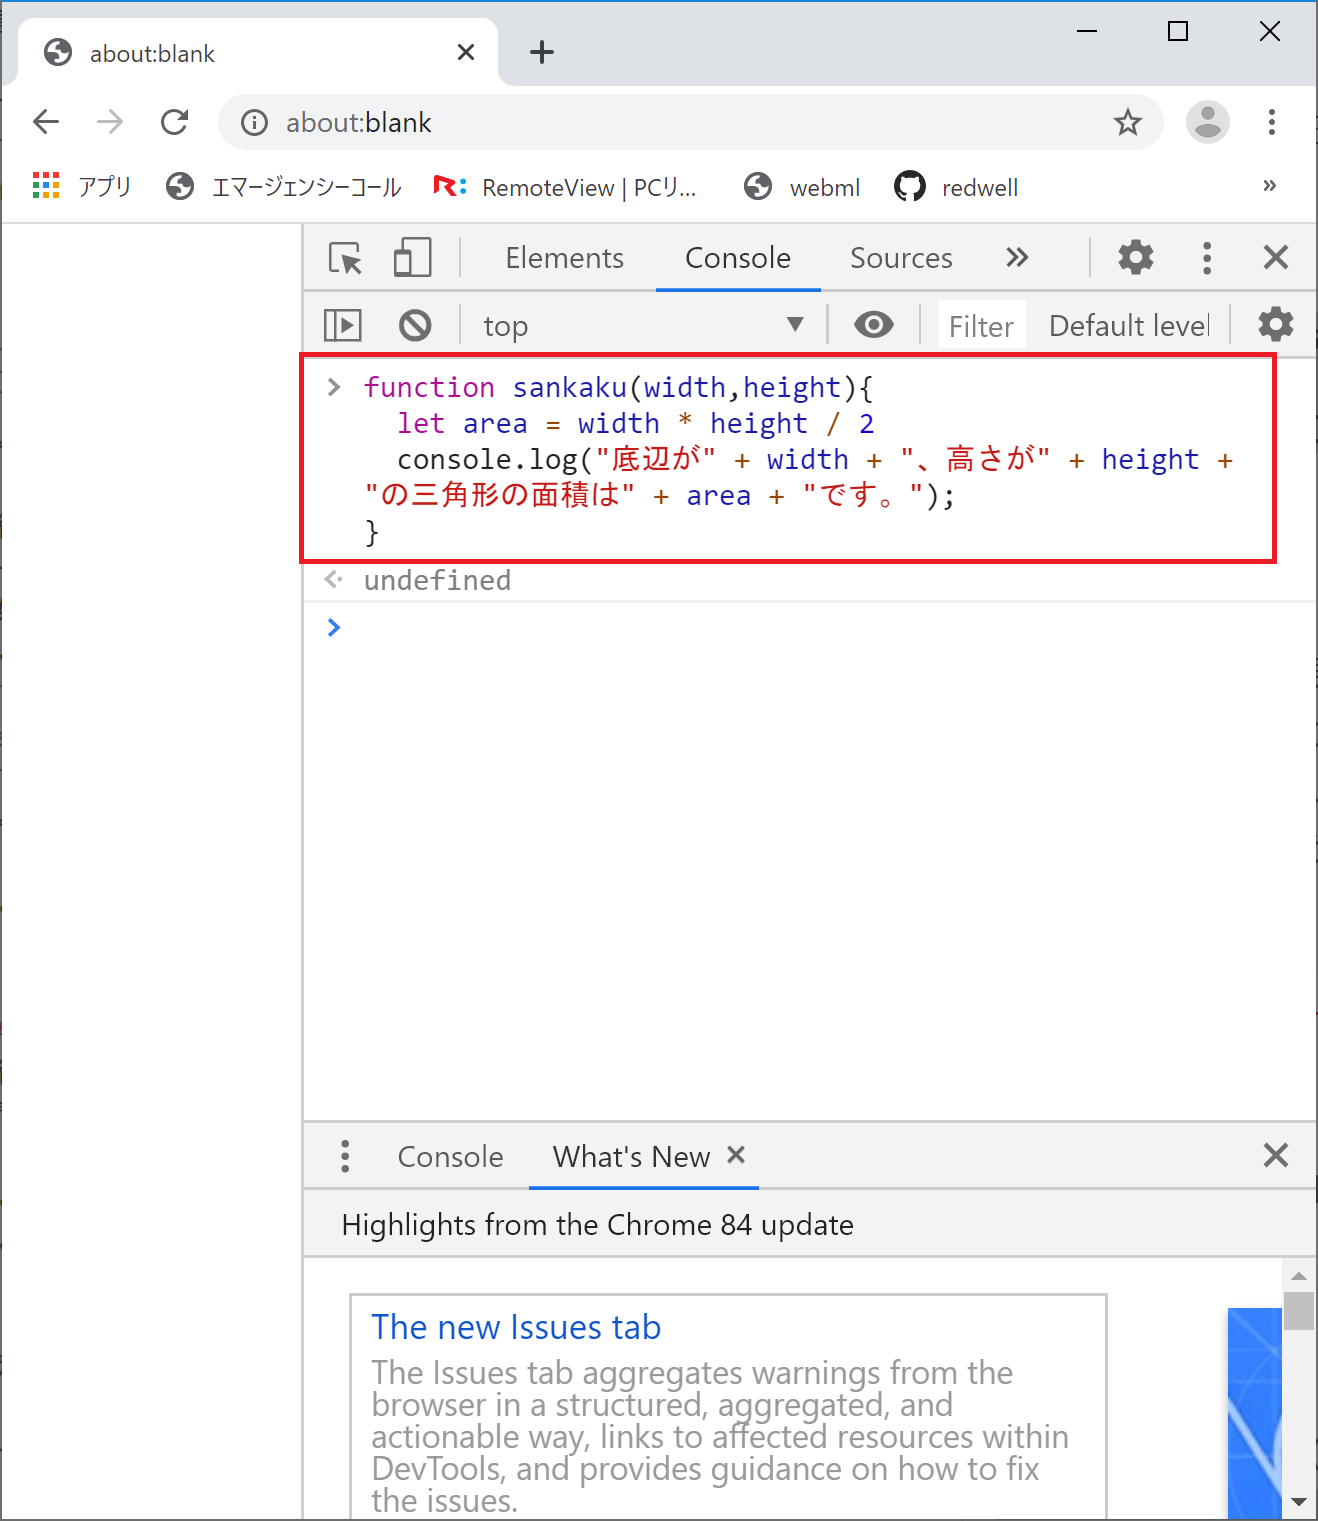 about:blank
about:blank
アプリ エマージェンシーコール RemoteView | PCリ... webml redwell »
Elements Console Sources »
top Filter Default level
> function sankaku(width,height){
let area = width * height / 2
console.log("底辺が" + width + "、高さが" + height +
"の三角形の面積は" + area + "です。");
}
undefined
>
Console What's New
Highlights from the Chrome 84 update
The new Issues tab
The Issues tab aggregates warnings from the
browser in a structured, aggregated, and
actionable way, links to affected resources within
DevTools, and provides guidance on how to fix
the issues.